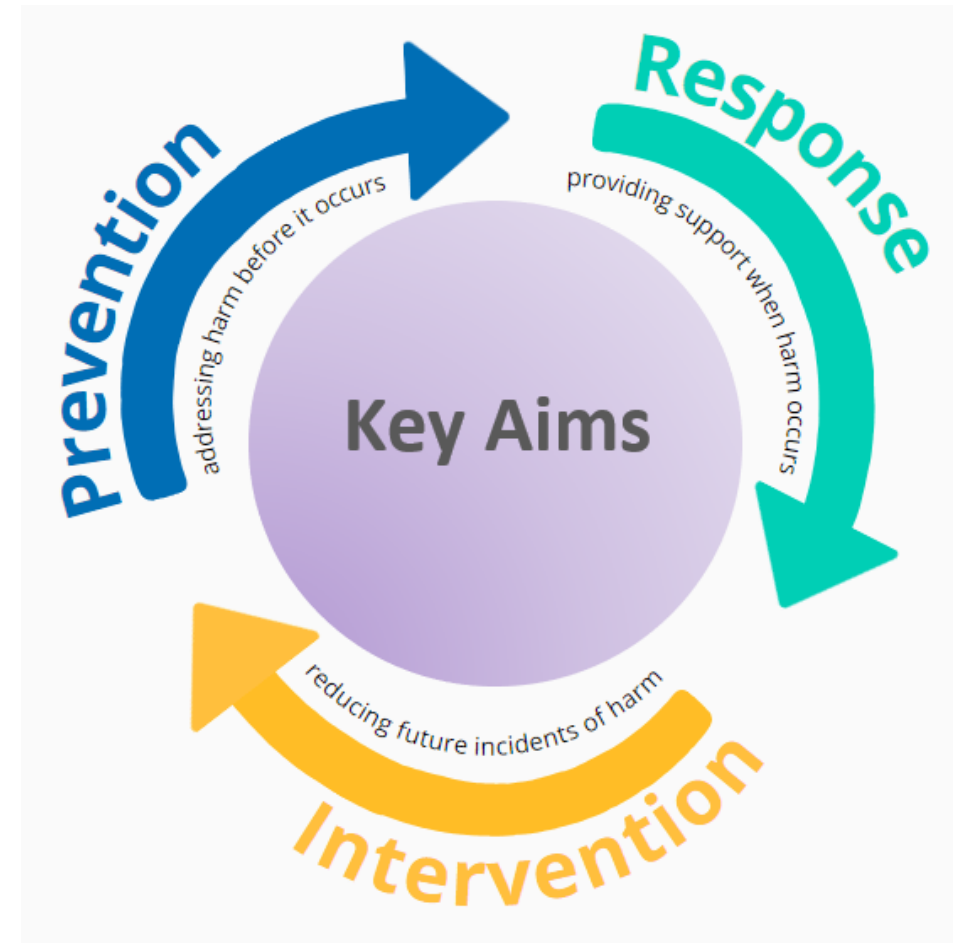 Prevention
addressing harm before it occurs
Response
providing support when harm occurs
Key Aims
reducing future incidents of harm
Intervention